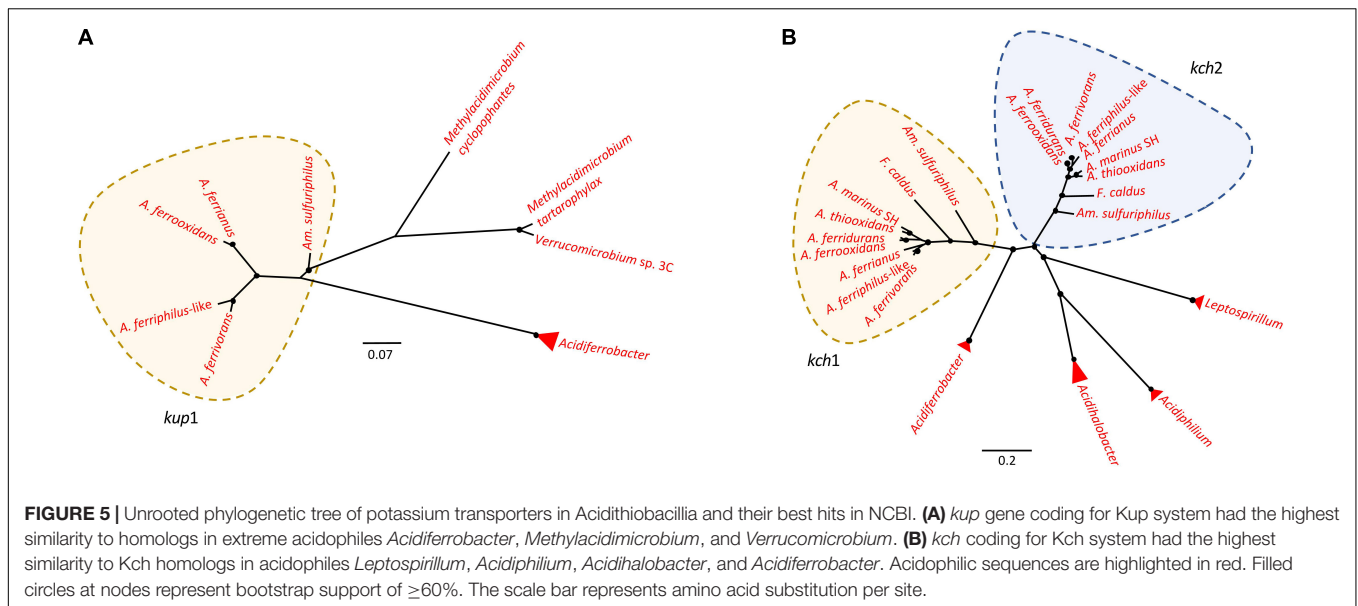 A
Methylacidimicrobium
cyclopophantes
Methylacidimicrobium
tartarophylax
Verrucomicrobium sp. 3C
Am. sulfuriphilus
A. ferrianus
A. ferrooxidans
A. ferriphilus-like
A. ferrivorans
Acidiferrobacter
0.07
kup1
B
kch2
A. ferrivorans
A. ferriphilus-like
A. ferridurans
A. ferrianus
A. ferrooxidans
A. marinus SH
A. thiooxidans
F. caldus
Am. sulfuriphilus
Am. sulfuriphilus
F. caldus
A. marinus SH
A. thiooxidans
A. ferridurans
A. ferrooxidans
A. ferrianus
A. ferriphilus-like
A. ferrivorans
kch1
Leptospirillum
Acidiferrobacter
Acidihalobacter
Acidiphilium
0.2
FIGURE 5 | Unrooted phylogenetic tree of potassium transporters in Acidithiobacillia and their best hits in NCBI. (A) kup gene coding for Kup system had the highest
similarity to homologs in extreme acidophiles Acidiferrobacter, Methylacidimicrobium, and Verrucomicrobium. (B) kch coding for Kch system had the highest
similarity to Kch homologs in acidophiles Leptospirillum, Acidiphilium, Acidihalobacter, and Acidiferrobacter. Acidophilic sequences are highlighted in red. Filled
circles at nodes represent bootstrap support of ≥60%. The scale bar represents amino acid substitution per site.